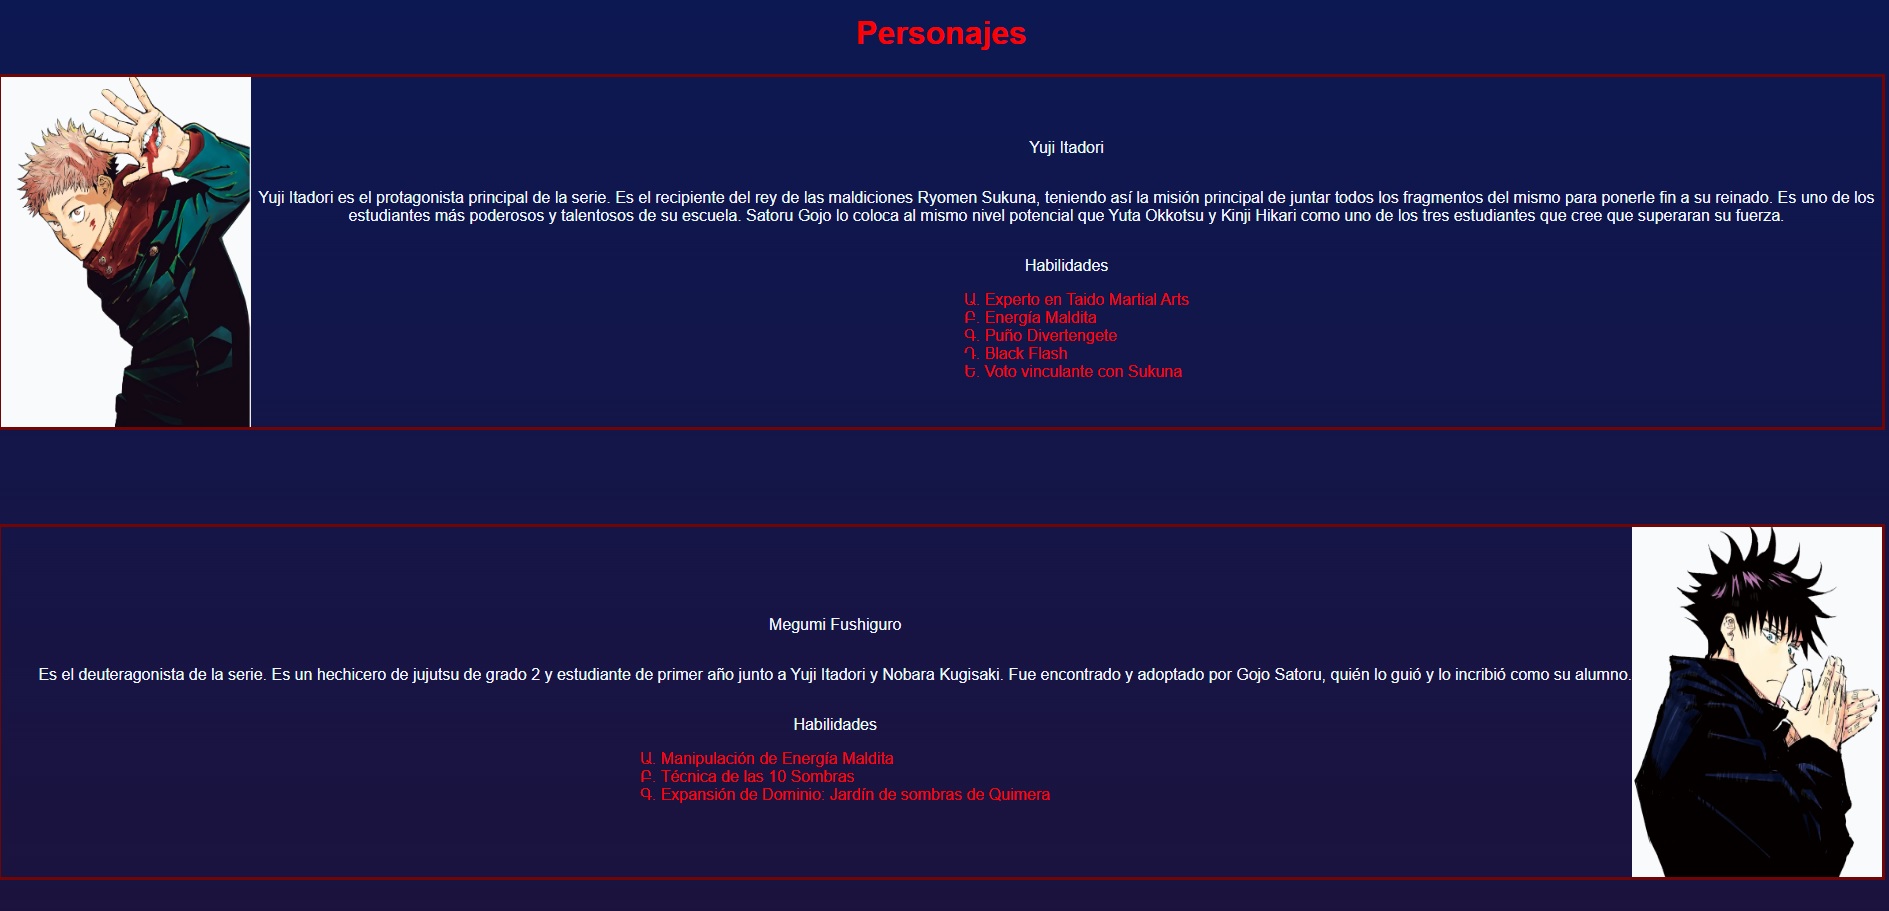 Personajes
Yuji Itadori
Yuji Itadori es el protagonista principal de la serie. Es el recipiente del rey de las maldiciones Ryomen Sukuna, teniendo así la misión principal de juntar todos los fragmentos del mismo para ponerle fin a su reinado. Es uno de los
estudiantes más poderosos y talentosos de su escuela. Satoru Gojo lo coloca al mismo nivel potencial que Yuta Okkotsu y Kinji Hikari como uno de los tres estudiantes que cree que superaran su fuerza.
Habilidades
Ա. Experto en Taido Martial Arts
Բ. Energía Maldita
Գ. Puño Divertengete
Դ. Black Flash
Ե. Voto vinculante con Sukuna
Megumi Fushiguro
Es el deuteragonista de la serie. Es un hechicero de jujutsu de grado 2 y estudiante de primer año junto a Yuji Itadori y Nobara Kugisaki. Fue encontrado y adoptado por Gojo Satoru, quién lo guió y lo incribió como su alumno.
Habilidades
Ա. Manipulación de Energía Maldita
Բ. Técnica de las 10 Sombras
Գ. Expansión de Dominio: Jardín de sombras de Quimera